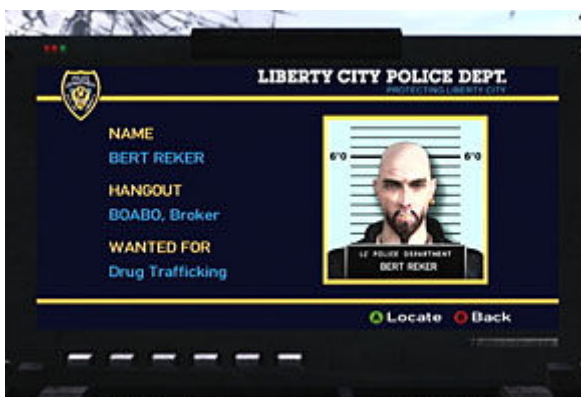 LIBERTY CITY POLICE DEPT.
PROTECTING LIBERTY CITY
NAME
BERT REKER
HANGOUT
BOABO, Broker
WANTED FOR
Drug Trafficking
6'0 6'0
LC POLICE DEPARTMENT
BERT REKER
A Locate B Back